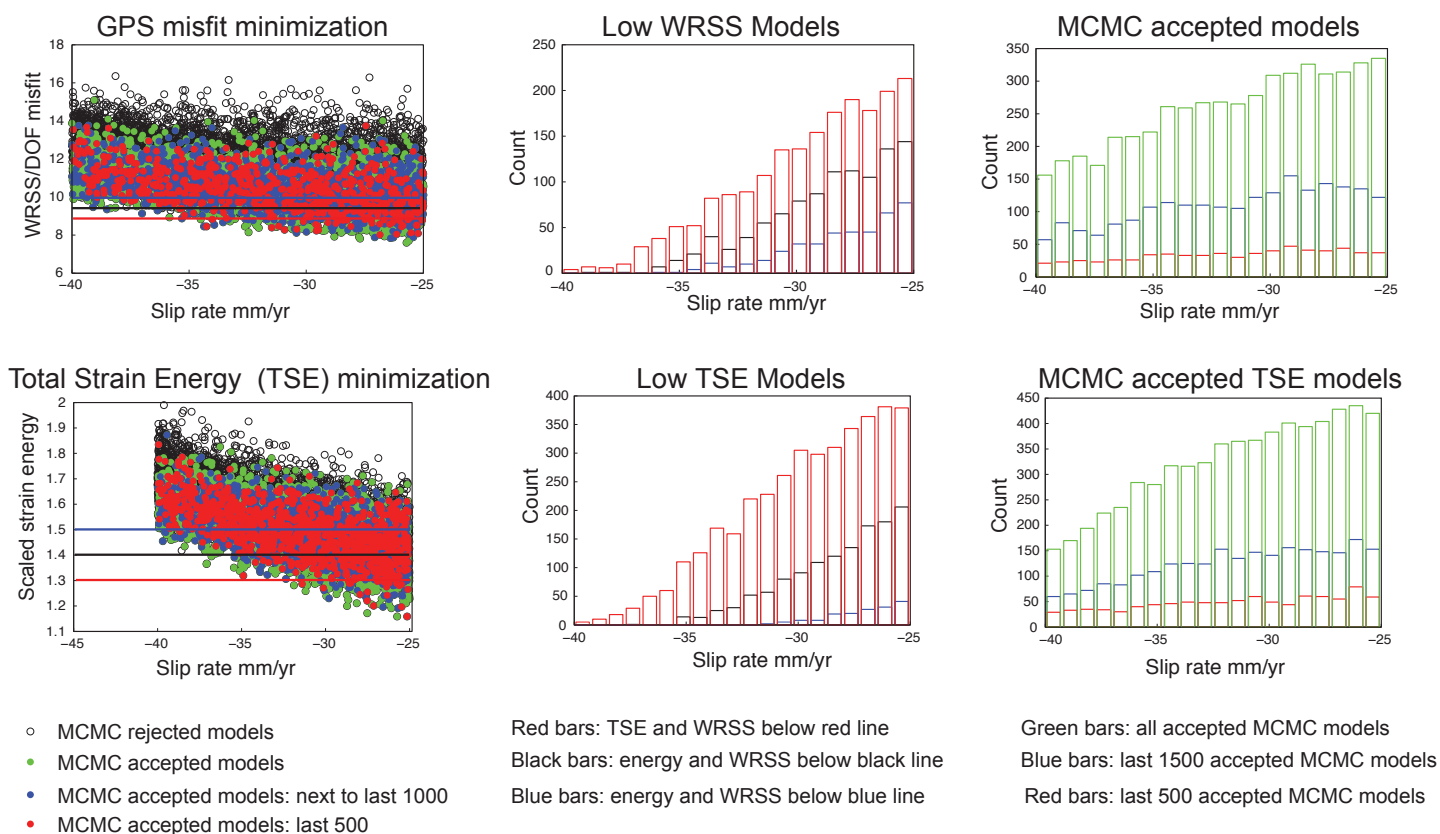 GPS misfit minimization
Low WRSS Models
MCMC accepted models
18
16
14
12
10
8
6
WRSS/DOF misfit
−40
−35
−30
−25
Slip rate mm/yr
250
200
150
100
50
0
Count
−40
−35
−30
−25
Slip rate mm/yr
350
300
250
200
150
100
50
0
Count
−40
−35
−30
−25
Slip rate mm/yr
Total Strain Energy (TSE) minimization
Low TSE Models
MCMC accepted TSE models
2
1.9
1.8
1.7
1.6
1.5
1.4
1.3
1.2
1.1
Scaled strain energy
−45
−40
−35
−30
−25
Slip rate mm/yr
400
350
300
250
200
150
100
50
0
Count
−40
−35
−30
−25
Slip rate mm/yr
450
400
350
300
250
200
150
100
50
0
Count
−40
−35
−30
−25
Slip rate mm/yr
MCMC rejected models
MCMC accepted models
MCMC accepted models: next to last 1000
MCMC accepted models: last 500
Red bars: TSE and WRSS below red line
Black bars: energy and WRSS below black line
Blue bars: energy and WRSS below blue line
Green bars: all accepted MCMC models
Blue bars: last 1500 accepted MCMC models
Red bars: last 500 accepted MCMC models